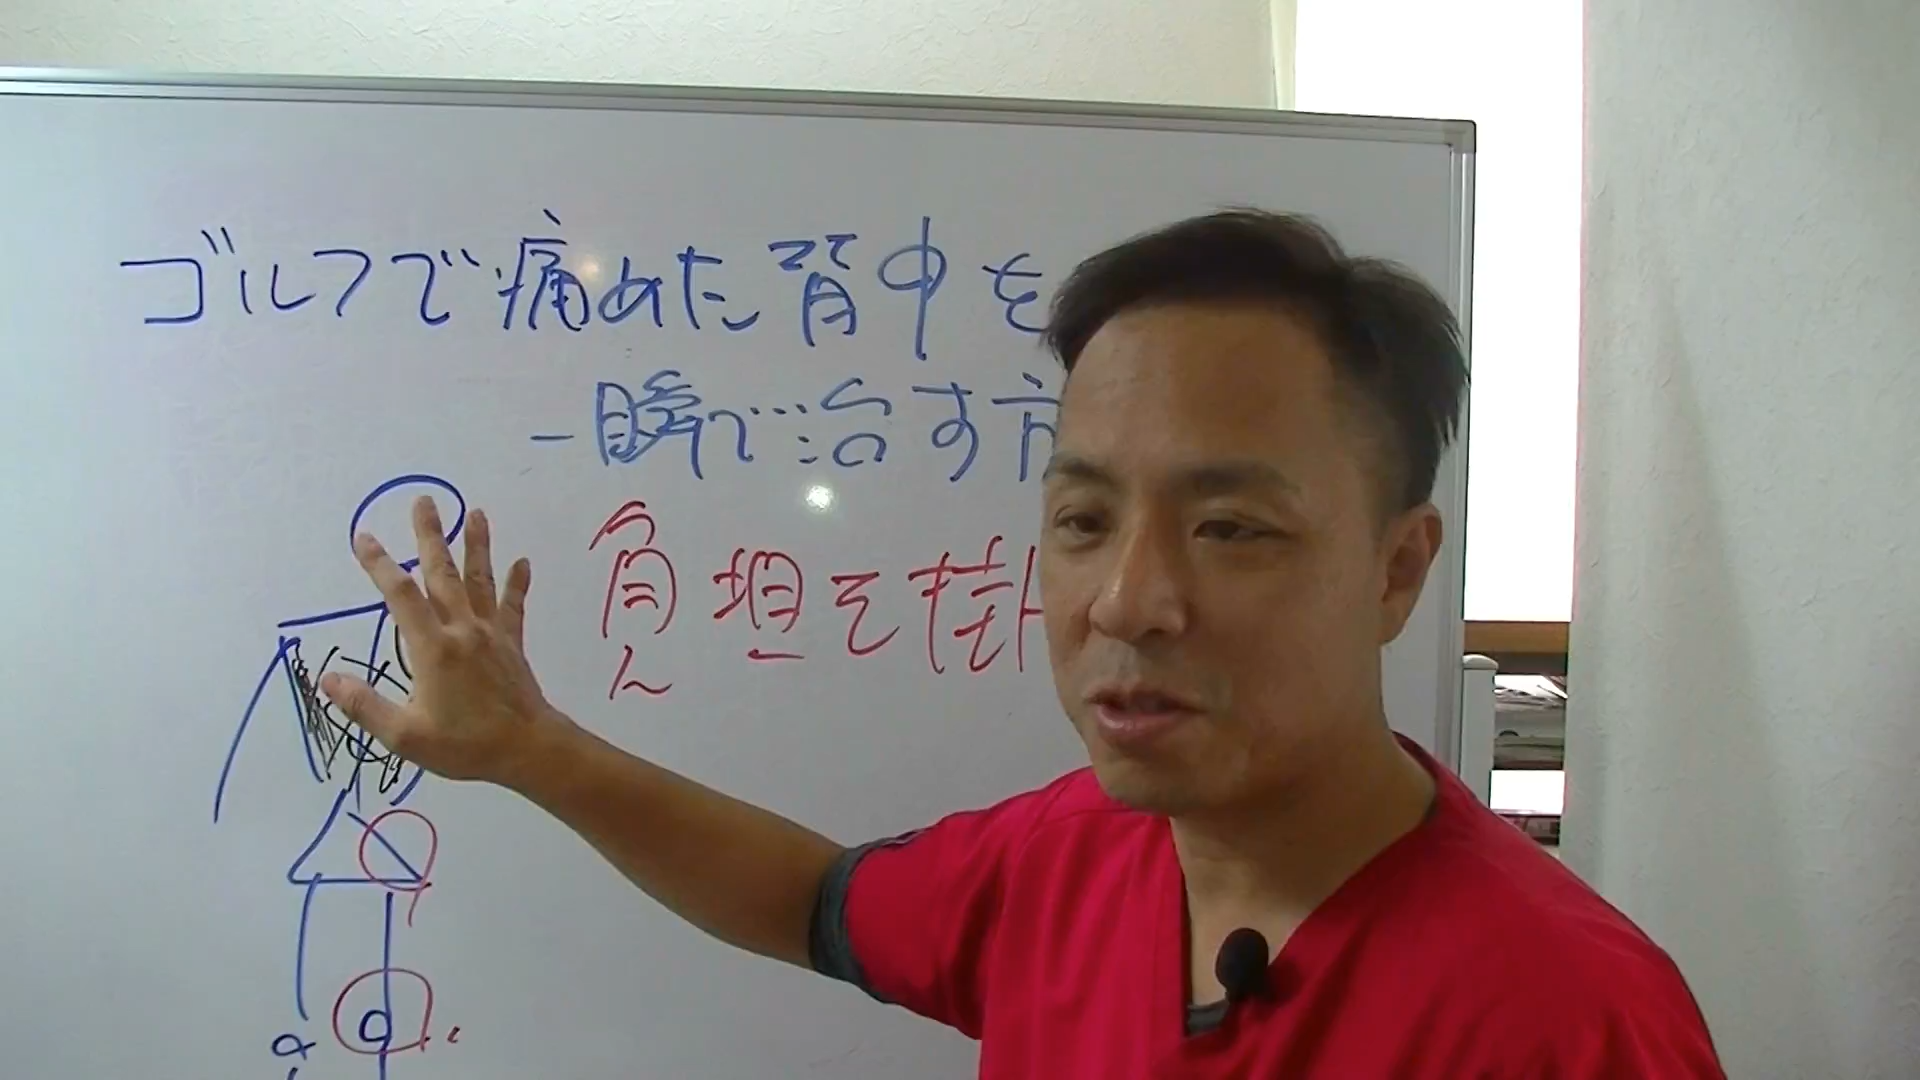 ゴルフで痛めた背中を
一瞬で治す方
負担を掛